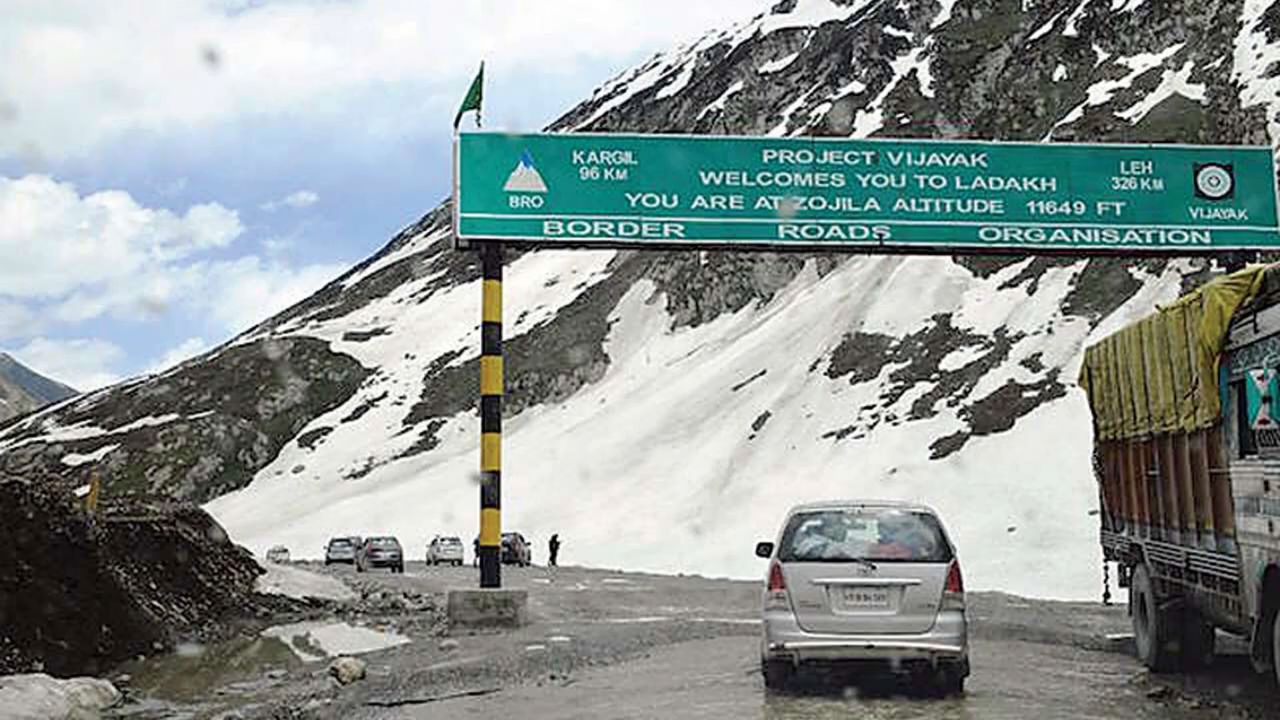 KARGIL
96 KM
BRO
PROJECT VIJAYAK
WELCOMES YOU TO LADAKH
YOU ARE AT ZOJILA ALTITUDE 11649 FT
LEH
326 KM
VIJAYAK
BORDER ROADS ORGANISATION